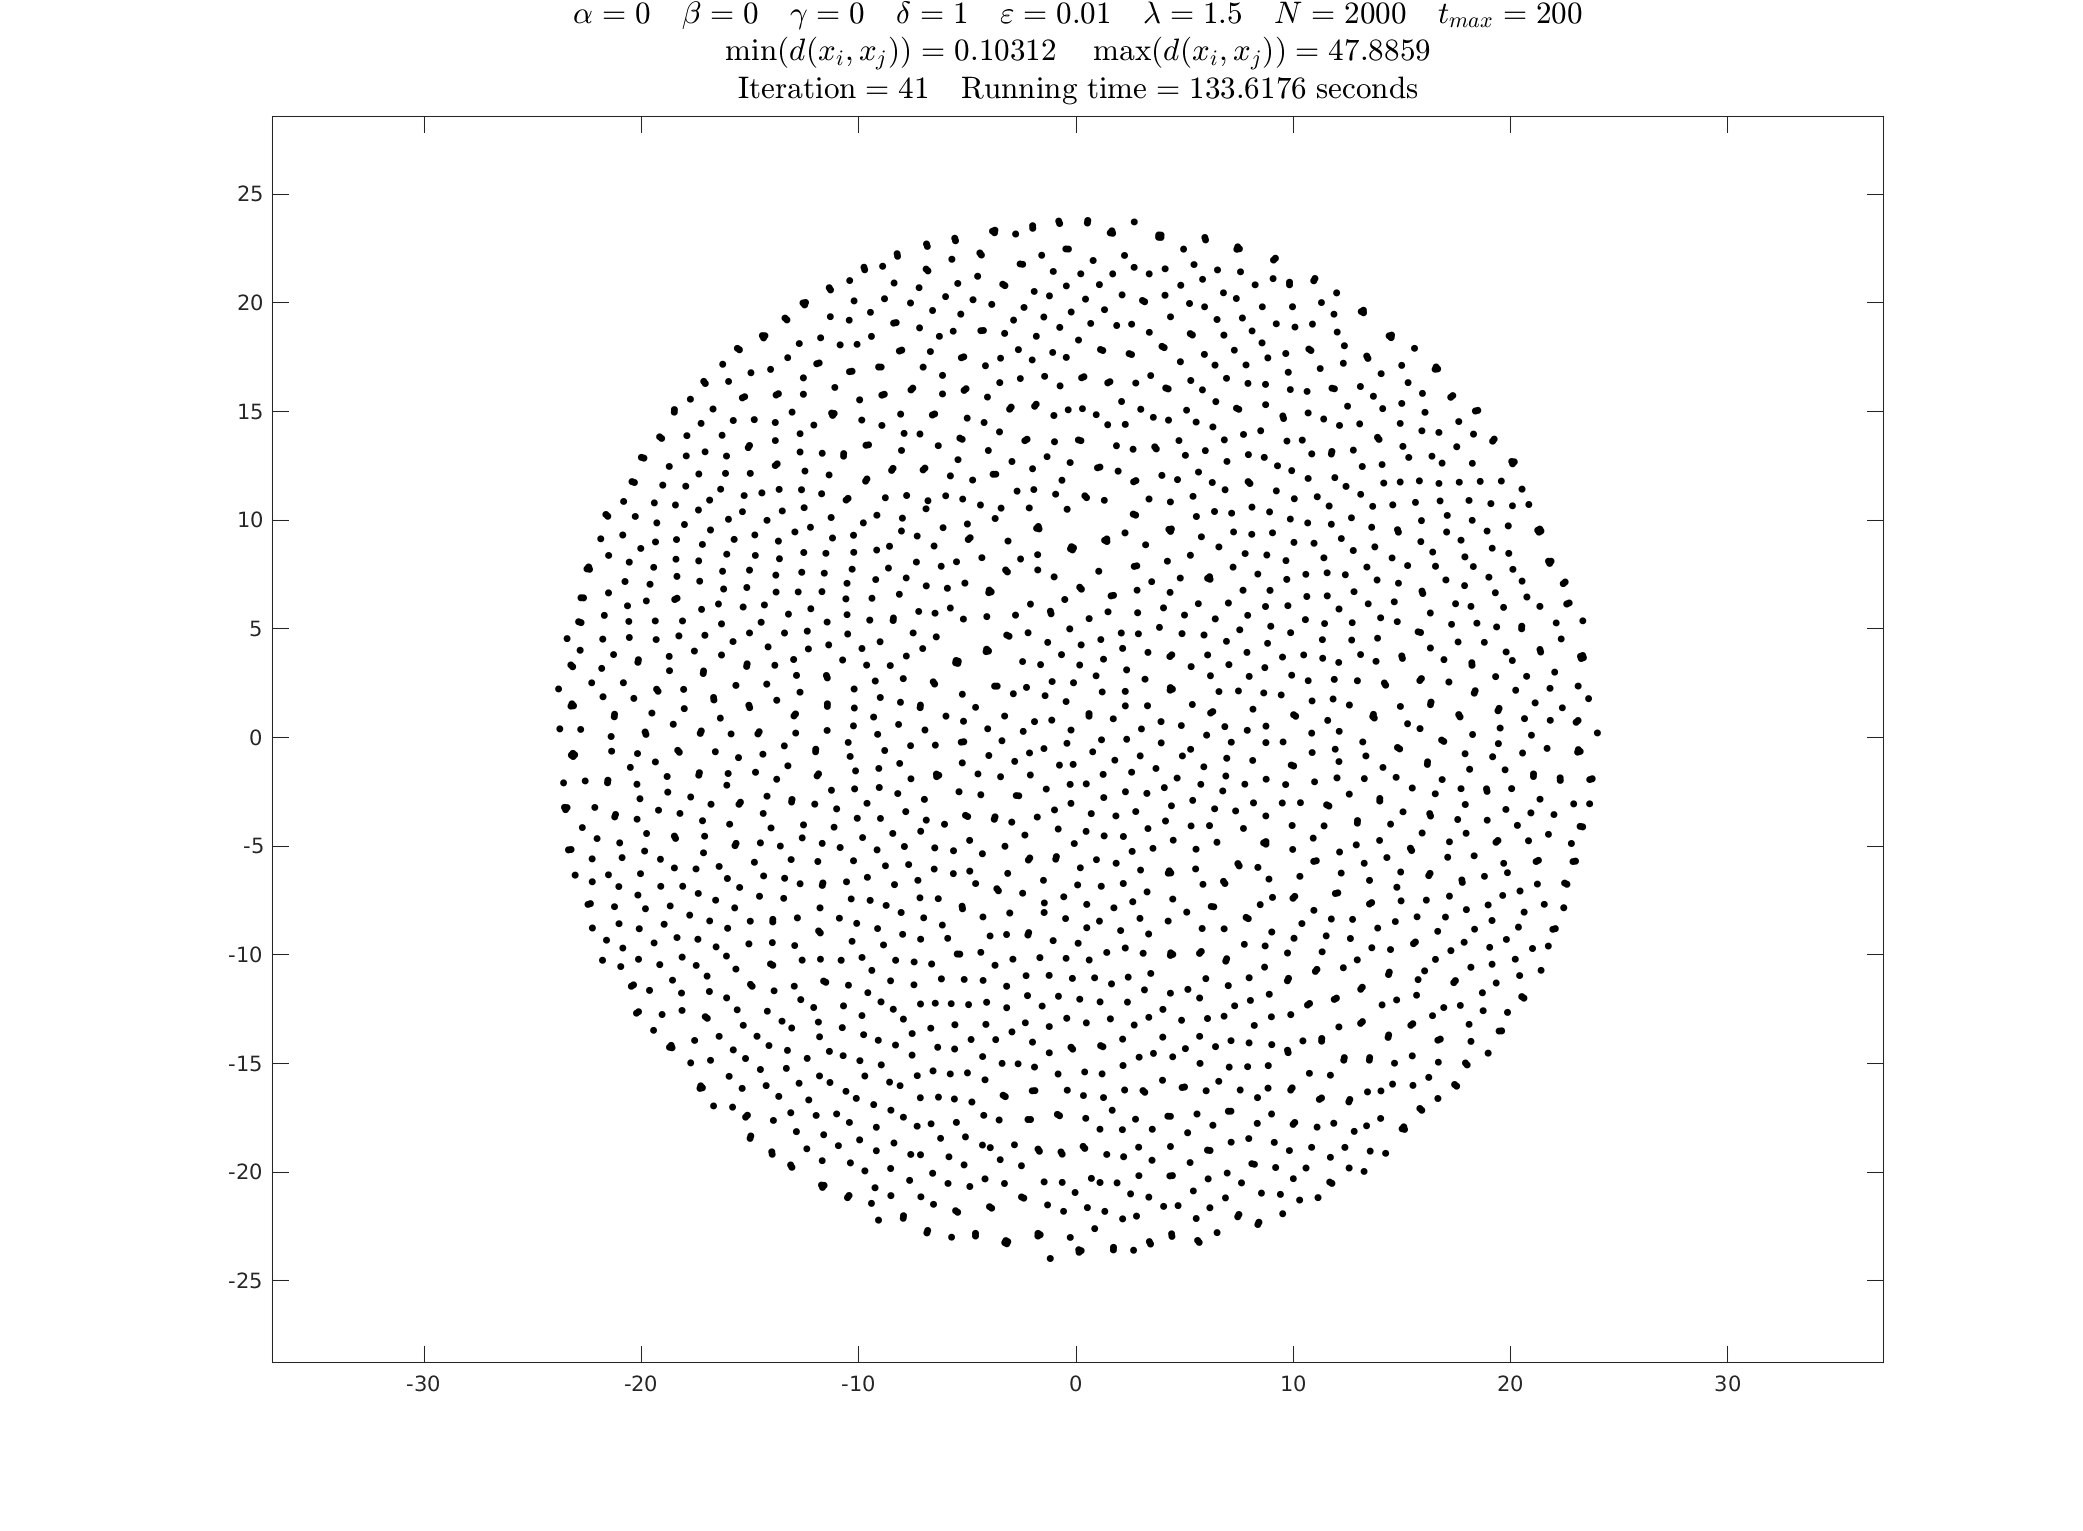 α = 0 β = 0 γ = 0 δ = 1 ε = 0.01 λ = 1.5 N = 2000 t_max = 200
min(d(x_i, x_j)) = 0.10312 max(d(x_i, x_j)) = 47.8859
Iteration = 41 Running time = 133.6176 seconds
25
20
15
10
5
0
-5
-10
-15
-20
-25
-30 -20 -10 0 10 20 30